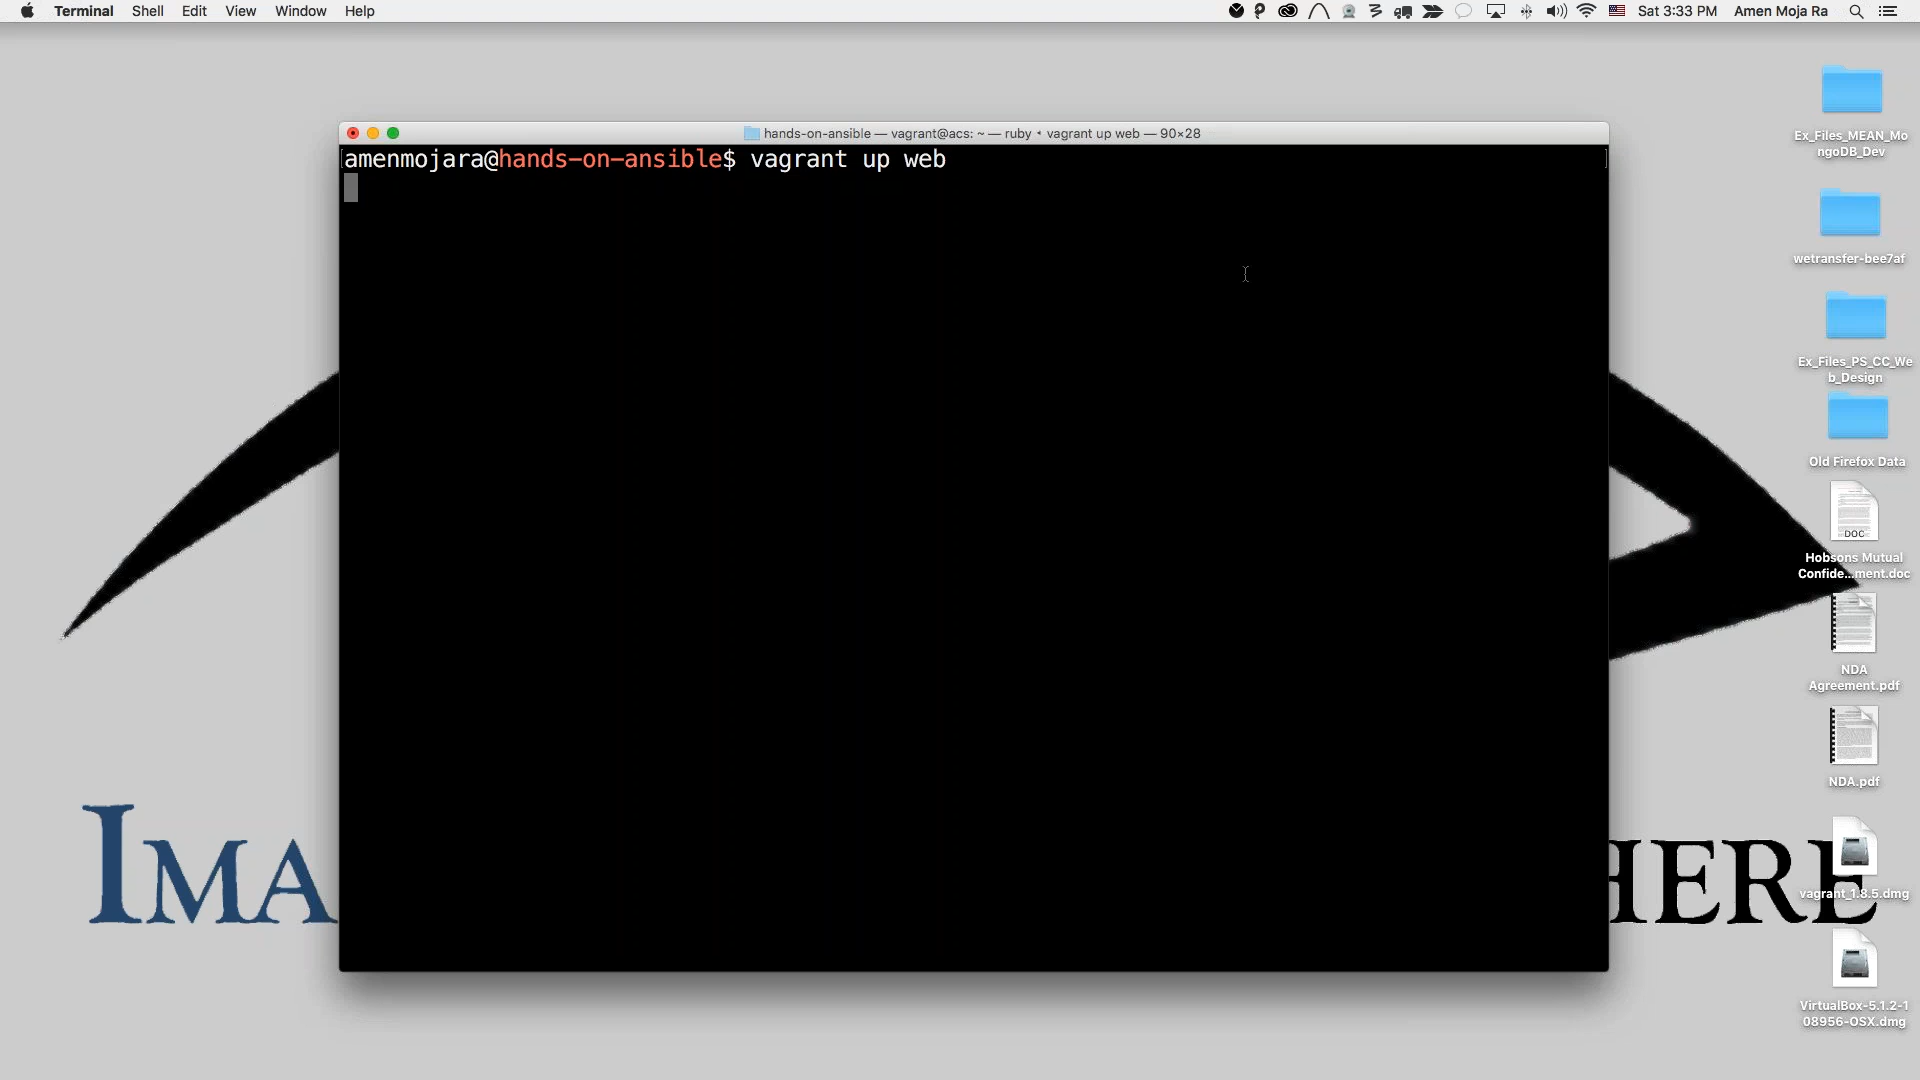 Terminal Shell Edit View Window Help
Sat 3:33 PM Amen Moja Ra
hands-on-ansible — vagrant@acs: ~ — ruby • vagrant up web — 90×28
amenmojara@hands-on-ansible$ vagrant up web
Ex_Files_MEAN_Mo
ngoDB_Dev
wetransfer-bee7af
Ex_Files_PS_CC_We
b_Design
Old Firefox Data
DOC
Hobsons Mutual
Confide...ment.doc
NDA
Agreement.pdf
NDA.pdf
IMA
HERE
vagrant_1.8.5.dmg
VirtualBox-5.1.2-1
08956-OSX.dmg